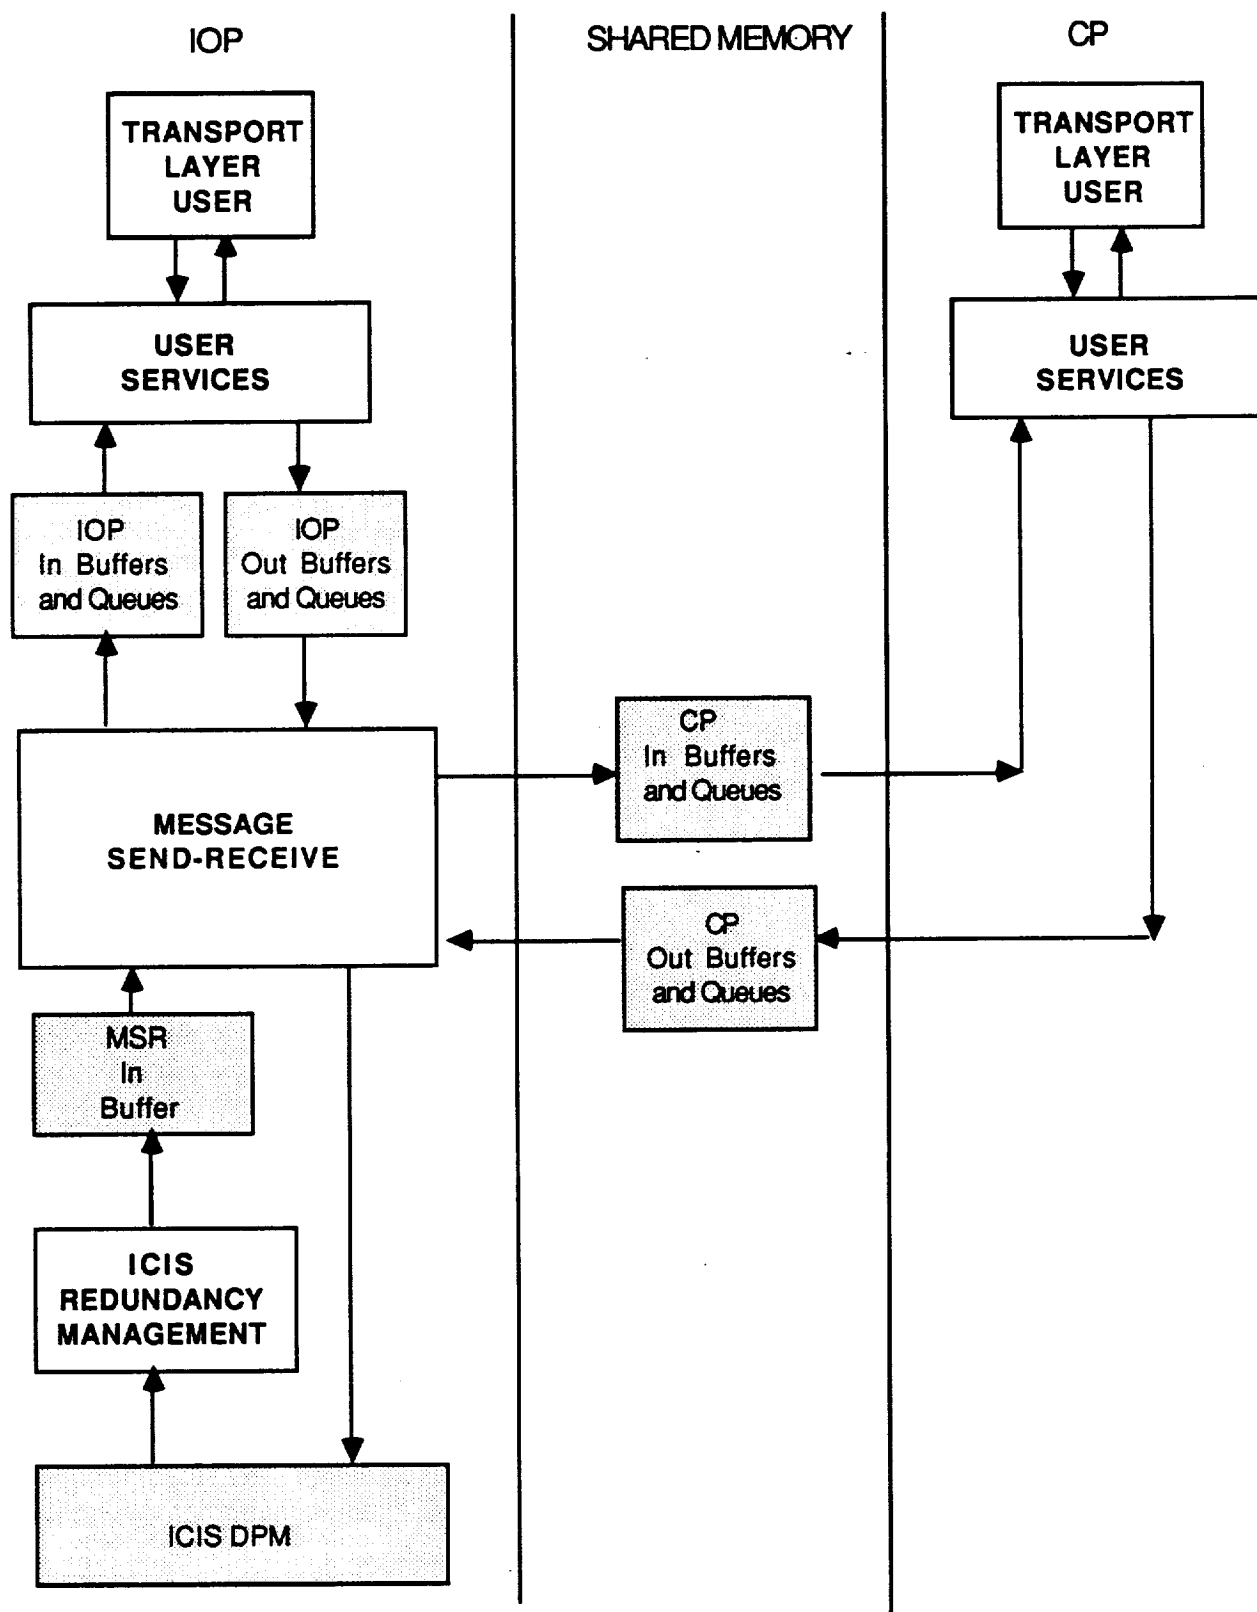 IOP
SHARED MEMORY
CP
TRANSPORT
LAYER
USER
TRANSPORT
LAYER
USER
USER
SERVICES
USER
SERVICES
IOP
In Buffers
and Queues
IOP
Out Buffers
and Queues
CP
In Buffers
and Queues
MESSAGE
SEND-RECEIVE
CP
Out Buffers
and Queues
MSR
In
Buffer
ICIS
REDUNDANCY
MANAGEMENT
ICIS DPM